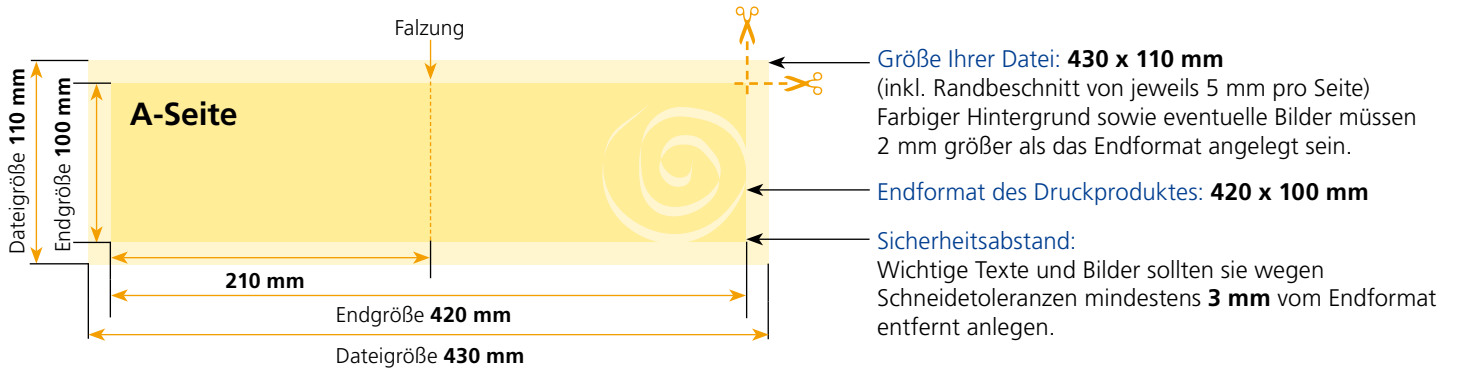 Falzung
A-Seite
Dateigröße 110 mm
Endgröße 100 mm
210 mm
Endgröße 420 mm
Dateigröße 430 mm
Größe Ihrer Datei: 430 x 110 mm
(inkl. Randbeschnitt von jeweils 5 mm pro Seite)
Farbiger Hintergrund sowie eventuelle Bilder müssen
2 mm größer als das Endformat angelegt sein.
Endformat des Druckproduktes: 420 x 100 mm
Sicherheitsabstand:
Wichtige Texte und Bilder sollten sie wegen
Schneidetoleranzen mindestens 3 mm vom Endformat
entfernt anlegen.